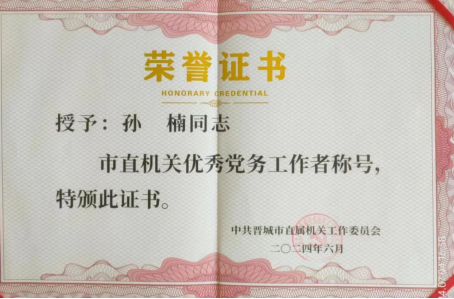 荣誉证书
HONORARY CREDENTIAL
授予：孙 楠同志
市直机关优秀党务工作者称号，
特颁此证书。
中共晋城市直属机关工作委员会
二〇二四年六月